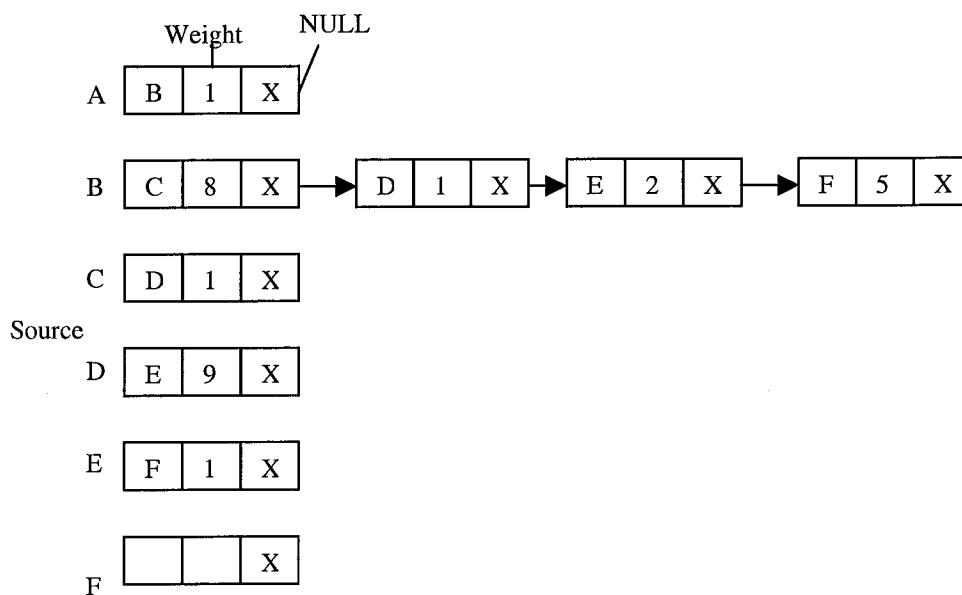 Weight
NULL
A B 1 X
B C 8 X D 1 X E 2 X F 5 X
C D 1 X
Source
D E 9 X
E F 1 X
F X